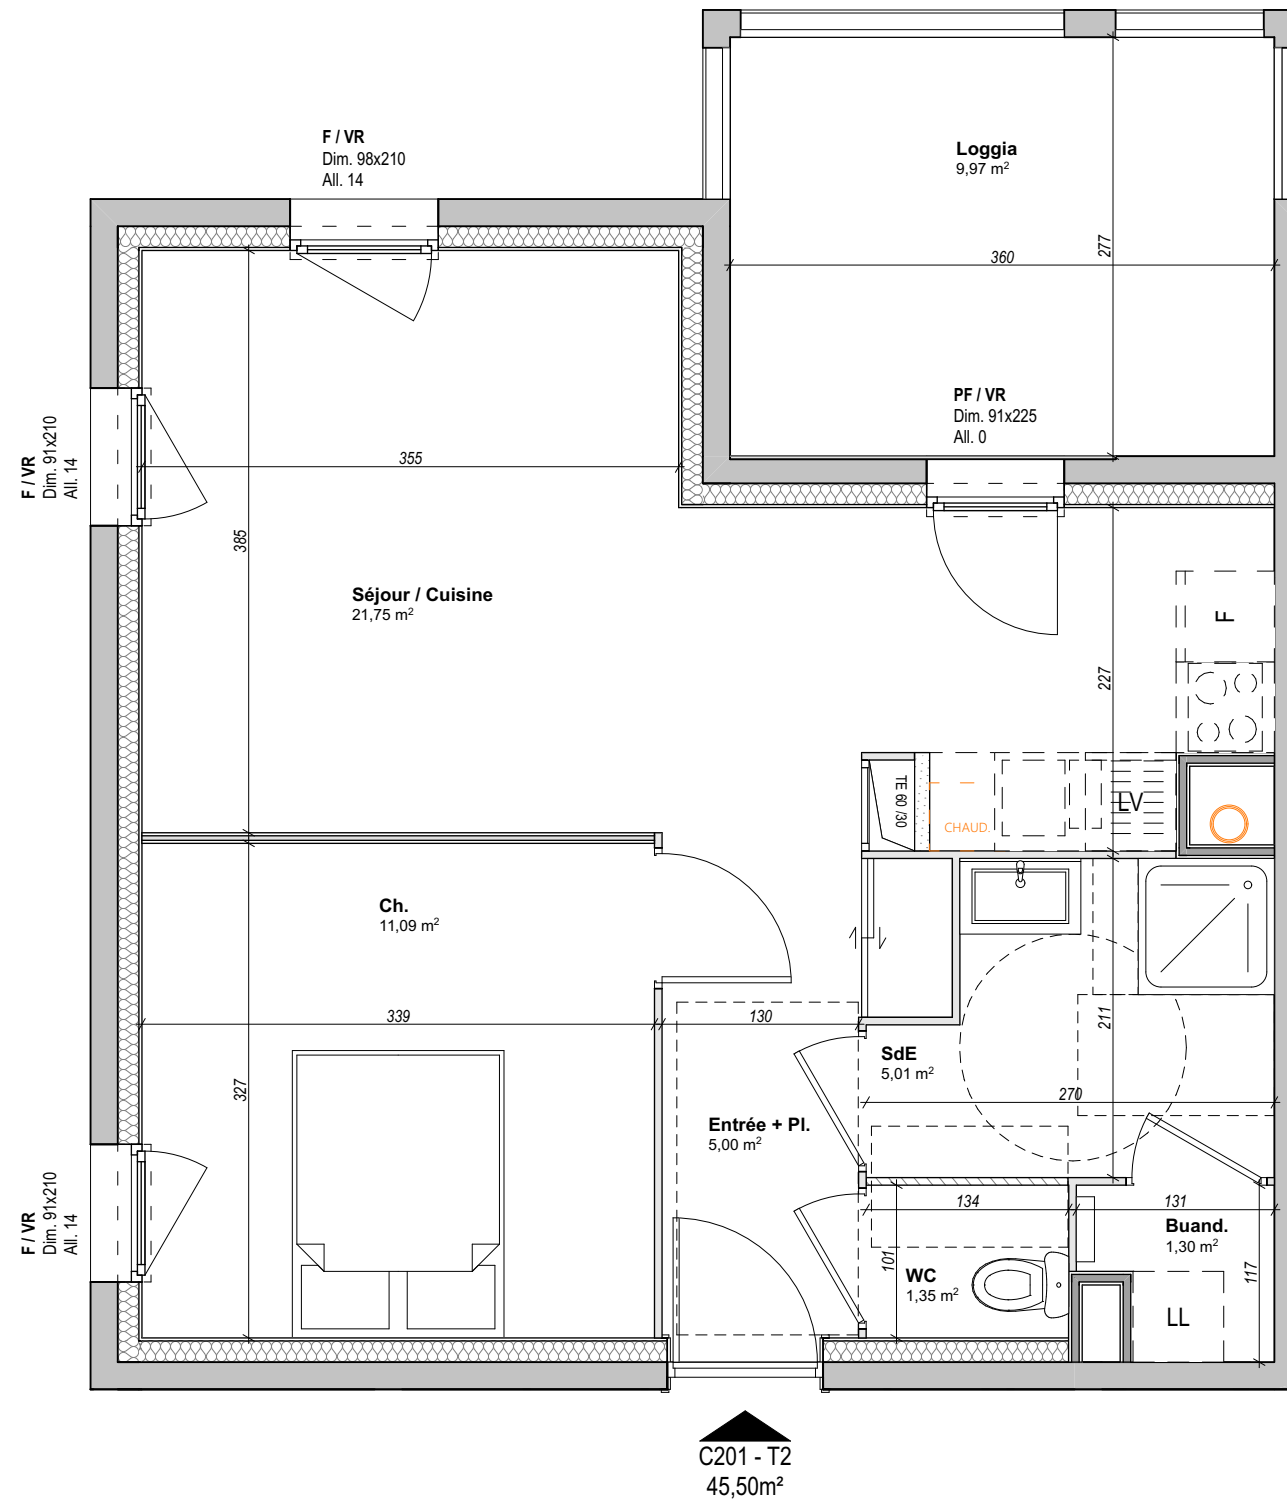 F / VR
Dim. 98x210
All. 14
Loggia
9,97 m²
360
277
PF / VR
Dim. 91x225
All. 0
F / VR
Dim. 91x210
All. 14
355
385
Séjour / Cuisine
21,75 m²
F
227
TE 60 /30
CHAUD.
LV
Ch.
11,09 m²
339
130
327
211
SdE
5,01 m²
270
Entrée + Pl.
5,00 m²
F / VR
Dim. 91x210
All. 14
134
131
Buand.
1,30 m²
101
117
WC
1,35 m²
LL
C201 - T2
45,50m²